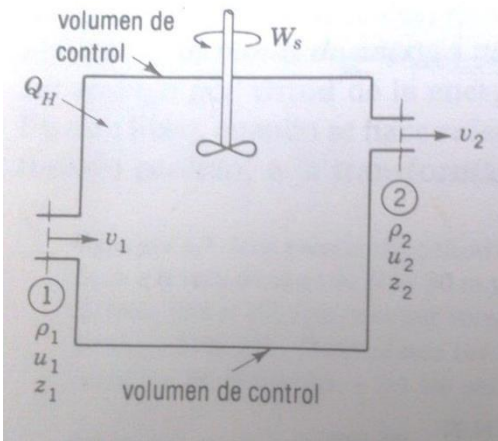 volumen de
control
W_s
Q_H
v_2
2
ρ_2
u_2
z_2
v_1
1
ρ_1
u_1
z_1
volumen de control